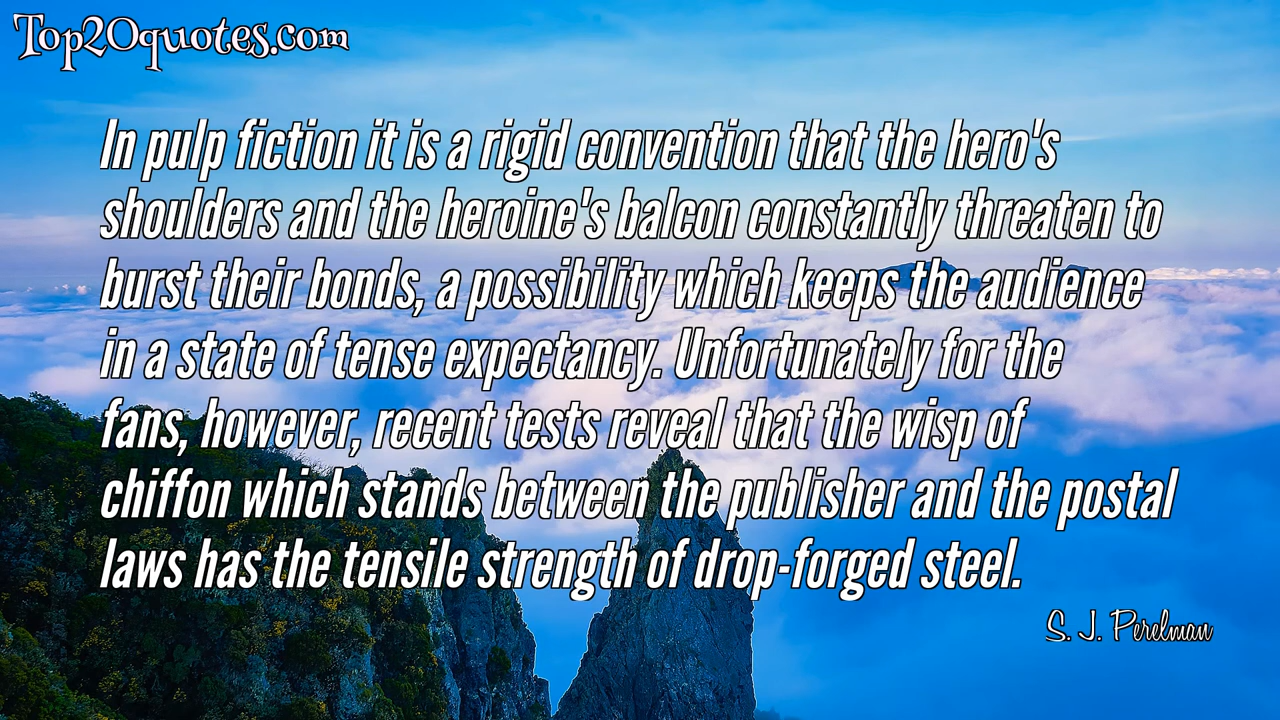 Top20quotes.com
In pulp fiction it is a rigid convention that the hero's
shoulders and the heroine's balcon constantly threaten to
burst their bonds, a possibility which keeps the audience
in a state of tense expectancy. Unfortunately for the
fans, however, recent tests reveal that the wisp of
chiffon which stands between the publisher and the postal
laws has the tensile strength of drop-forged steel.
S. J. Perelman